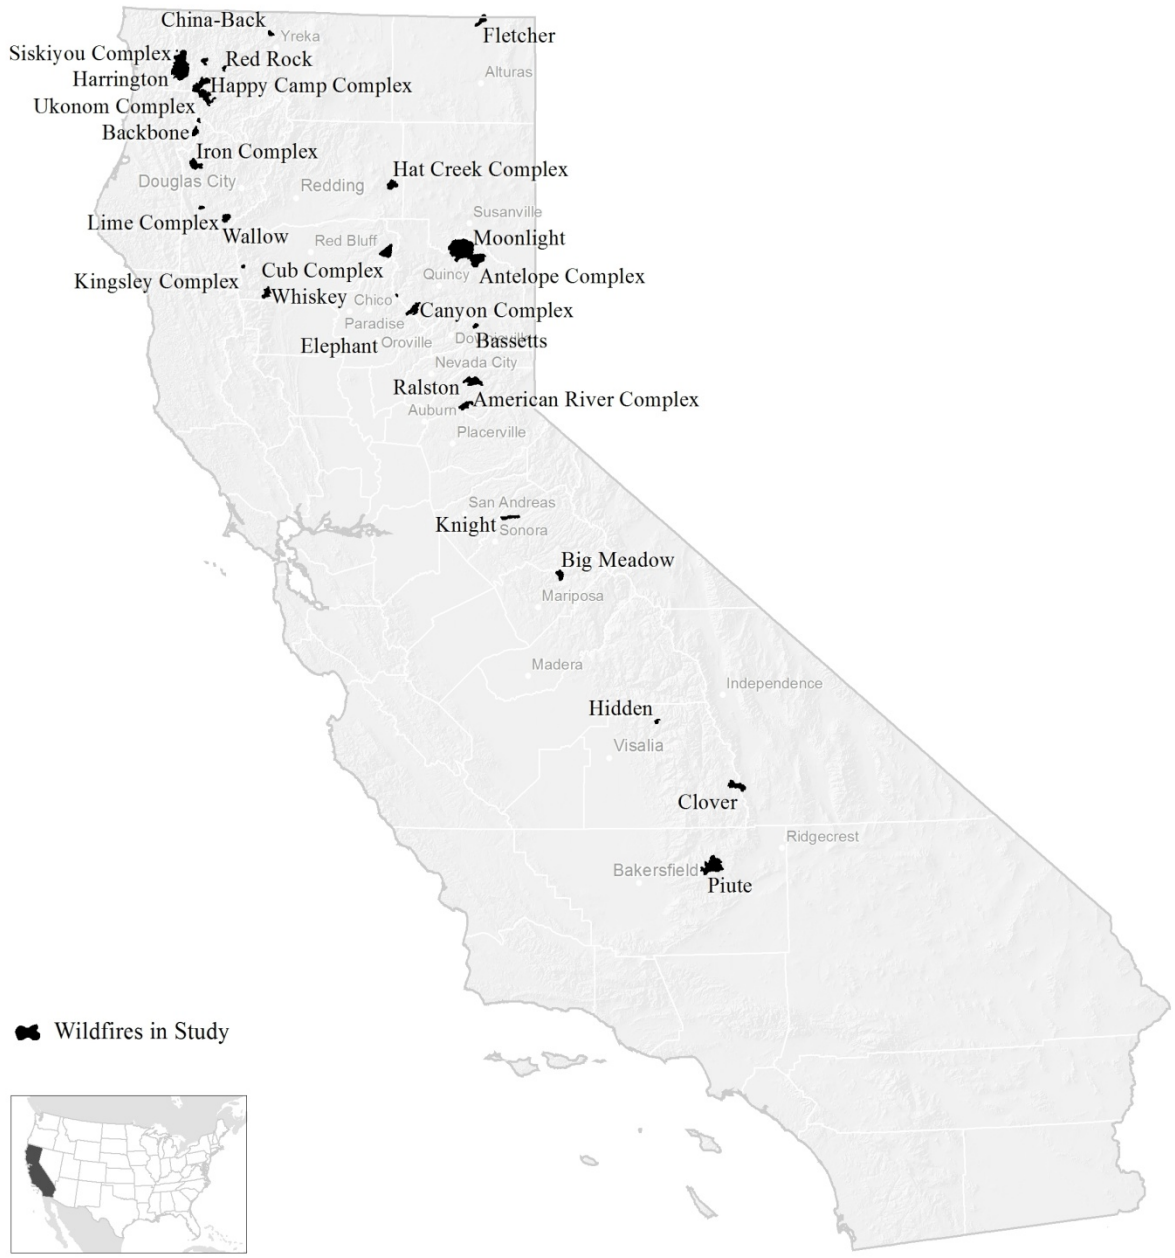 China-Back
Yreka
Fletcher
Siskiyou Complex
Red Rock
Alturas
Harrington
Happy Camp Complex
Ukonom Complex
Backbone
Iron Complex
Hat Creek Complex
Douglas City
Redding
Susanville
Lime Complex
Wallow
Red Bluff
Moonlight
Cub Complex
Quincy
Antelope Complex
Kingsley Complex
Whiskey
Chico
Canyon Complex
Paradise
Downieville
Bassetts
Elephant
Oroville
Nevada City
Ralston
American River Complex
Auburn
Placerville
San Andreas
Knight
Sonora
Big Meadow
Mariposa
Madera
Independence
Hidden
Visalia
Clover
Ridgecrest
Bakersfield
Piute
Wildfires in Study